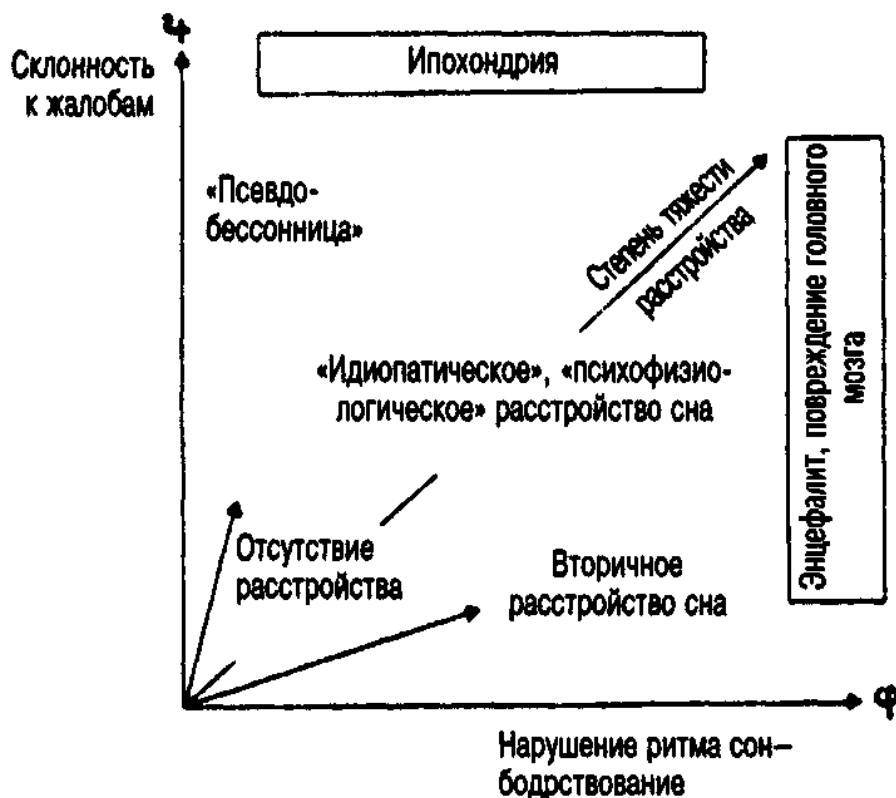 Склонность
к жалобам
Ипохондрия
«Псевдо-
бессонница»
Степень тяжести
расстройства
«Идиопатическое», «психофизио-
логическое» расстройство сна
Энцефалит, повреждение головного
мозга
Отсутствие
расстройства
Вторичное
расстройство сна
φ
Нарушение ритма сон–
бодрствование